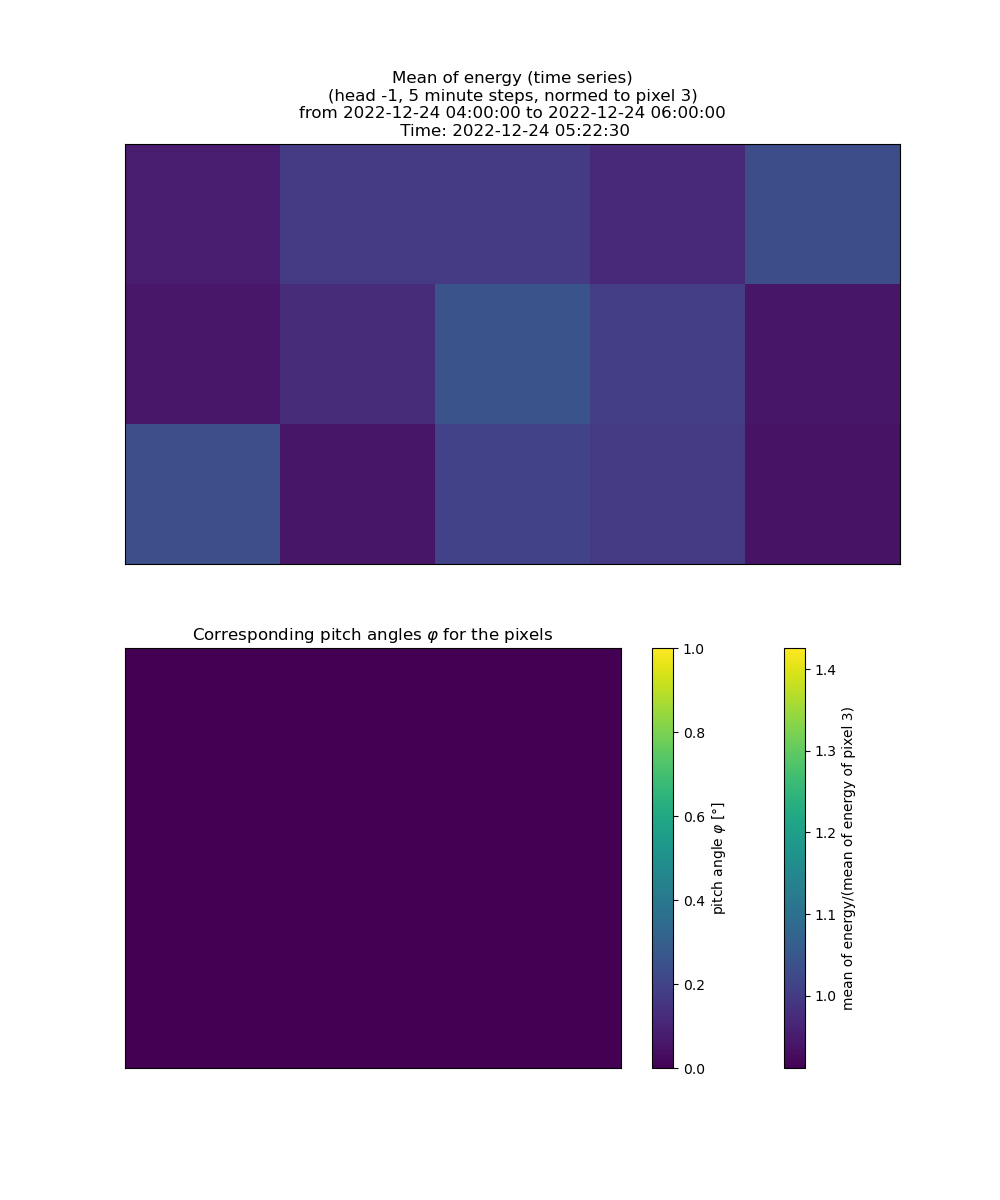 Mean of energy (time series)
(head -1, 5 minute steps, normed to pixel 3)
from 2022-12-24 04:00:00 to 2022-12-24 06:00:00
Time: 2022-12-24 05:22:30
Corresponding pitch angles φ for the pixels
1.0
0.8
0.6
0.4
0.2
0.0
pitch angle φ [°]
1.4
1.3
1.2
1.1
1.0
mean of energy/(mean of energy of pixel 3)